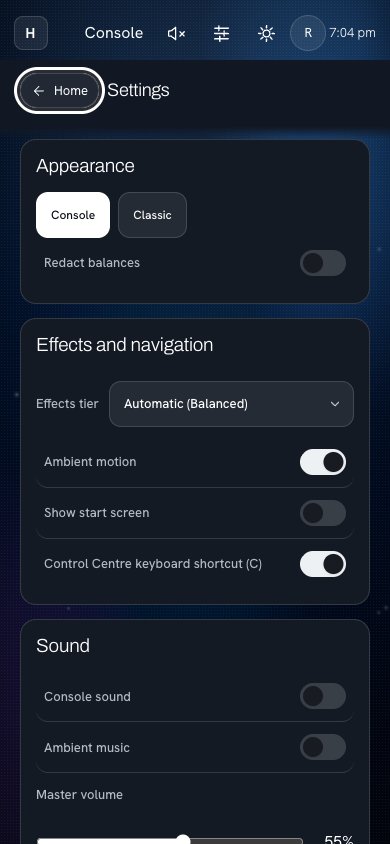 H Console R 7:04 pm
Home Settings
Appearance
Console Classic
Redact balances
Effects and navigation
Effects tier Automatic (Balanced)
Ambient motion
Show start screen
Control Centre keyboard shortcut (C)
Sound
Console sound
Ambient music
Master volume
55%